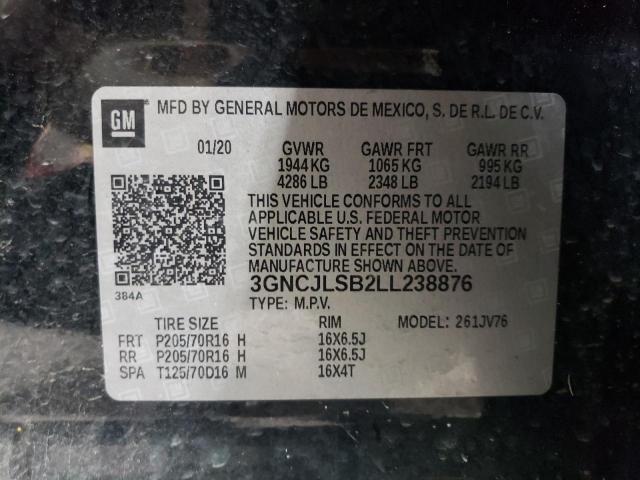 GM
MFD BY GENERAL MOTORS DE MEXICO, S. DE R.L. DE C.V.
01/20 GVWR GAWR FRT GAWR RR
1944 KG 1065 KG 995 KG
4286 LB 2348 LB 2194 LB
THIS VEHICLE CONFORMS TO ALL
APPLICABLE U.S. FEDERAL MOTOR
VEHICLE SAFETY AND THEFT PREVENTION
STANDARDS IN EFFECT ON THE DATE OF
MANUFACTURE SHOWN ABOVE.
384A
3GNCJLSB2LL238876
TYPE: M.P.V.
TIRE SIZE RIM MODEL: 261JV76
FRT P205/70R16 H 16X6.5J
RR P205/70R16 H 16X6.5J
SPA T125/70D16 M 16X4T